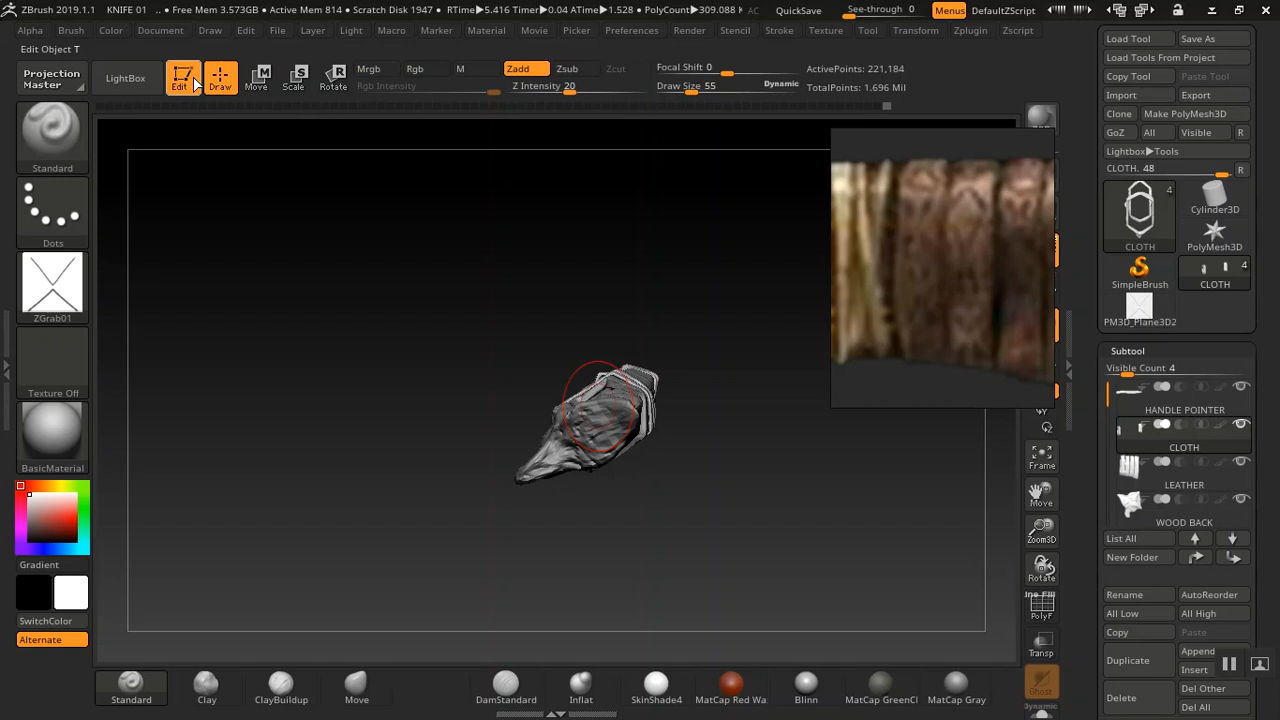 ZBrush 2019.1.1 KNIFE 01 .. • Free Mem 3.573GB • Active Mem 814 • Scratch Disk 1947 • RTime▶5.416 Timer▶0.04 ATime▶1.528 • PolyCount▶309.088 AC QuickSave See-through 0 Menus DefaultZScript
Alpha Brush Color Document Draw Edit File Layer Light Macro Marker Material Movie Picker Preferences Render Stencil Stroke Texture Tool Transform Zplugin Zscript
Edit Object T
Projection Master
LightBox
Edit
Draw
Move
Scale
Rotate
Mrgb Rgb M
Rgb Intensity
Zadd Zsub Zcut
Z Intensity 20
Focal Shift 0
Draw Size 55
Dynamic
ActivePoints: 221,184
TotalPoints: 1.696 Mil
Standard
Dots
ZGrab01
Texture Off
BasicMaterial
Gradient
SwitchColor
Alternate
Frame
Move
Zoom3D
Rotate
PolyF
Transp
Ghost
Dynamic
Load Tool Save As
Load Tools From Project
Copy Tool Paste Tool
Import Export
Clone Make PolyMesh3D
GoZ All Visible R
Lightbox▶Tools
CLOTH. 48 R
4
CLOTH
Cylinder3D
PolyMesh3D
SimpleBrush
4
CLOTH
PM3D_Plane3D2
Subtool
Visible Count 4
HANDLE POINTER
CLOTH
LEATHER
WOOD BACK
List All
New Folder
Rename AutoReorder
All Low All High
Copy Paste
Duplicate Append
Insert
Delete Del Other
Del All
Standard Clay ClayBuildup Move DamStandard Inflat SkinShade4 MatCap Red Wa Blinn MatCap GreenCl MatCap Gray